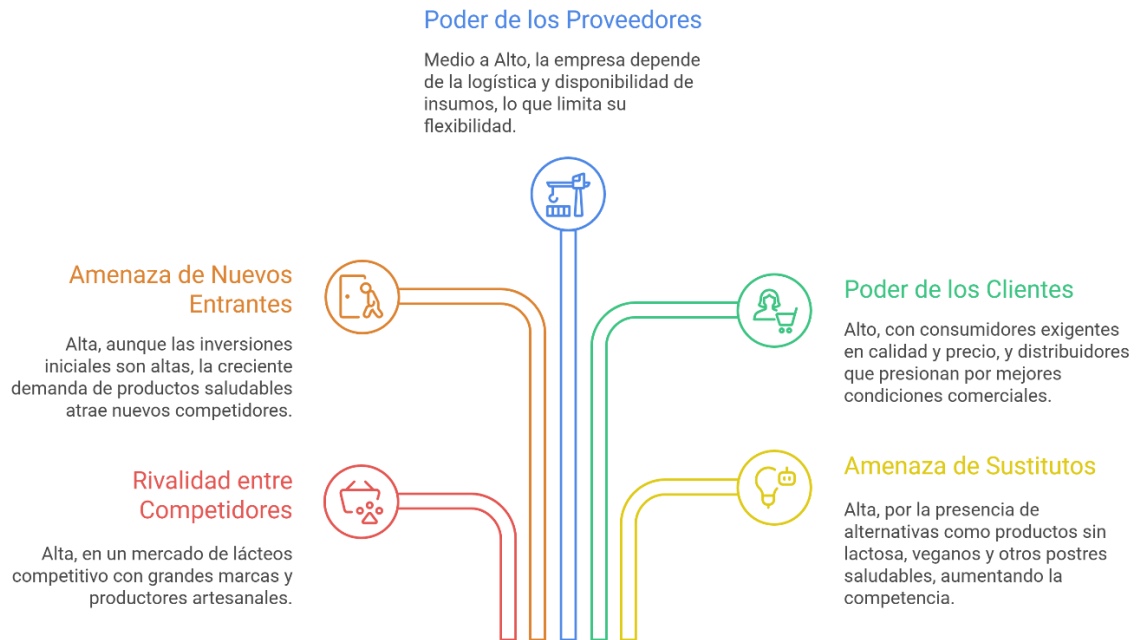 Poder de los Proveedores
Medio a Alto, la empresa depende
de la logística y disponibilidad de
insumos, lo que limita su
flexibilidad.
Amenaza de Nuevos
Entrantes
Alta, aunque las inversiones
iniciales son altas, la creciente
demanda de productos saludables
atrae nuevos competidores.
Poder de los Clientes
Alto, con consumidores exigentes
en calidad y precio, y distribuidores
que presionan por mejores
condiciones comerciales.
Rivalidad entre
Competidores
Alta, en un mercado de lácteos
competitivo con grandes marcas y
productores artesanales.
Amenaza de Sustitutos
Alta, por la presencia de
alternativas como productos sin
lactosa, veganos y otros postres
saludables, aumentando la
competencia.